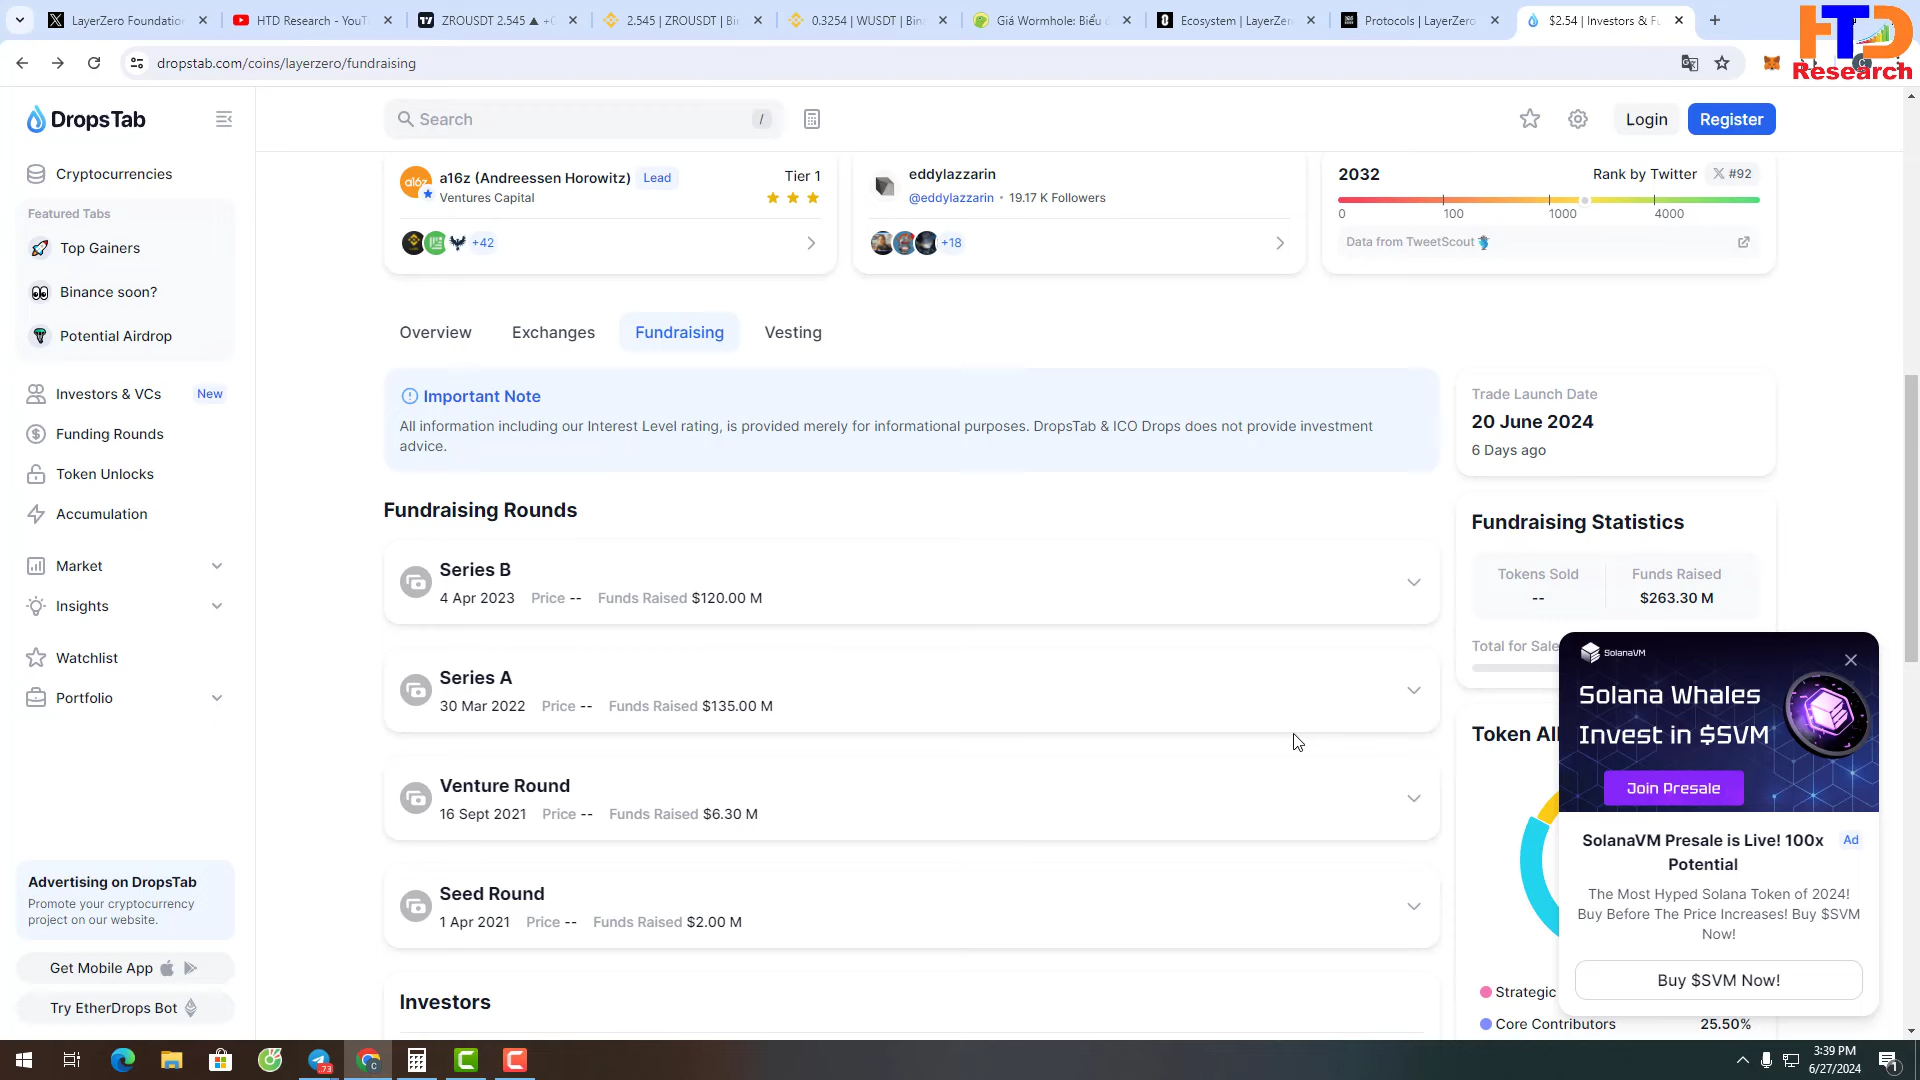 LayerZero Foundation
HTD Research - YouT
ZROUSDT 2.545 ▲ +0
2.545 | ZROUSDT | Bin
0.3254 | WUSDT | Bin
Giá Wormhole: Biểu
Ecosystem | LayerZer
Protocols | LayerZero
$2.54 | Investors & Fu
HTD
Research
dropstab.com/coins/layerzero/fundraising
DropsTab
Search
/
Login
Register
Cryptocurrencies
Featured Tabs
Top Gainers
Binance soon?
Potential Airdrop
Investors & VCs
New
Funding Rounds
Token Unlocks
Accumulation
Market
Insights
Watchlist
Portfolio
Advertising on DropsTab
Promote your cryptocurrency
project on our website.
Get Mobile App
Try EtherDrops Bot
a16z
a16z (Andreessen Horowitz)
Lead
Ventures Capital
Tier 1
+42
eddylazzarin
@eddylazzarin • 19.17 K Followers
+18
2032
Rank by Twitter
X #92
0
100
1000
4000
Data from TweetScout
Overview
Exchanges
Fundraising
Vesting
Important Note
All information including our Interest Level rating, is provided merely for informational purposes. DropsTab & ICO Drops does not provide investment
advice.
Trade Launch Date
20 June 2024
6 Days ago
Fundraising Rounds
Series B
4 Apr 2023 Price -- Funds Raised $120.00 M
Series A
30 Mar 2022 Price -- Funds Raised $135.00 M
Venture Round
16 Sept 2021 Price -- Funds Raised $6.30 M
Seed Round
1 Apr 2021 Price -- Funds Raised $2.00 M
Investors
Fundraising Statistics
Tokens Sold
--
Funds Raised
$263.30 M
Total for Sale
Token All
Strategic
Core Contributors
25.50%
SolanaVM
Solana Whales
Invest in $SVM
Join Presale
SolanaVM Presale is Live! 100x
Potential
Ad
The Most Hyped Solana Token of 2024!
Buy Before The Price Increases! Buy $SVM
Now!
Buy $SVM Now!
73
C
3:39 PM
6/27/2024
1